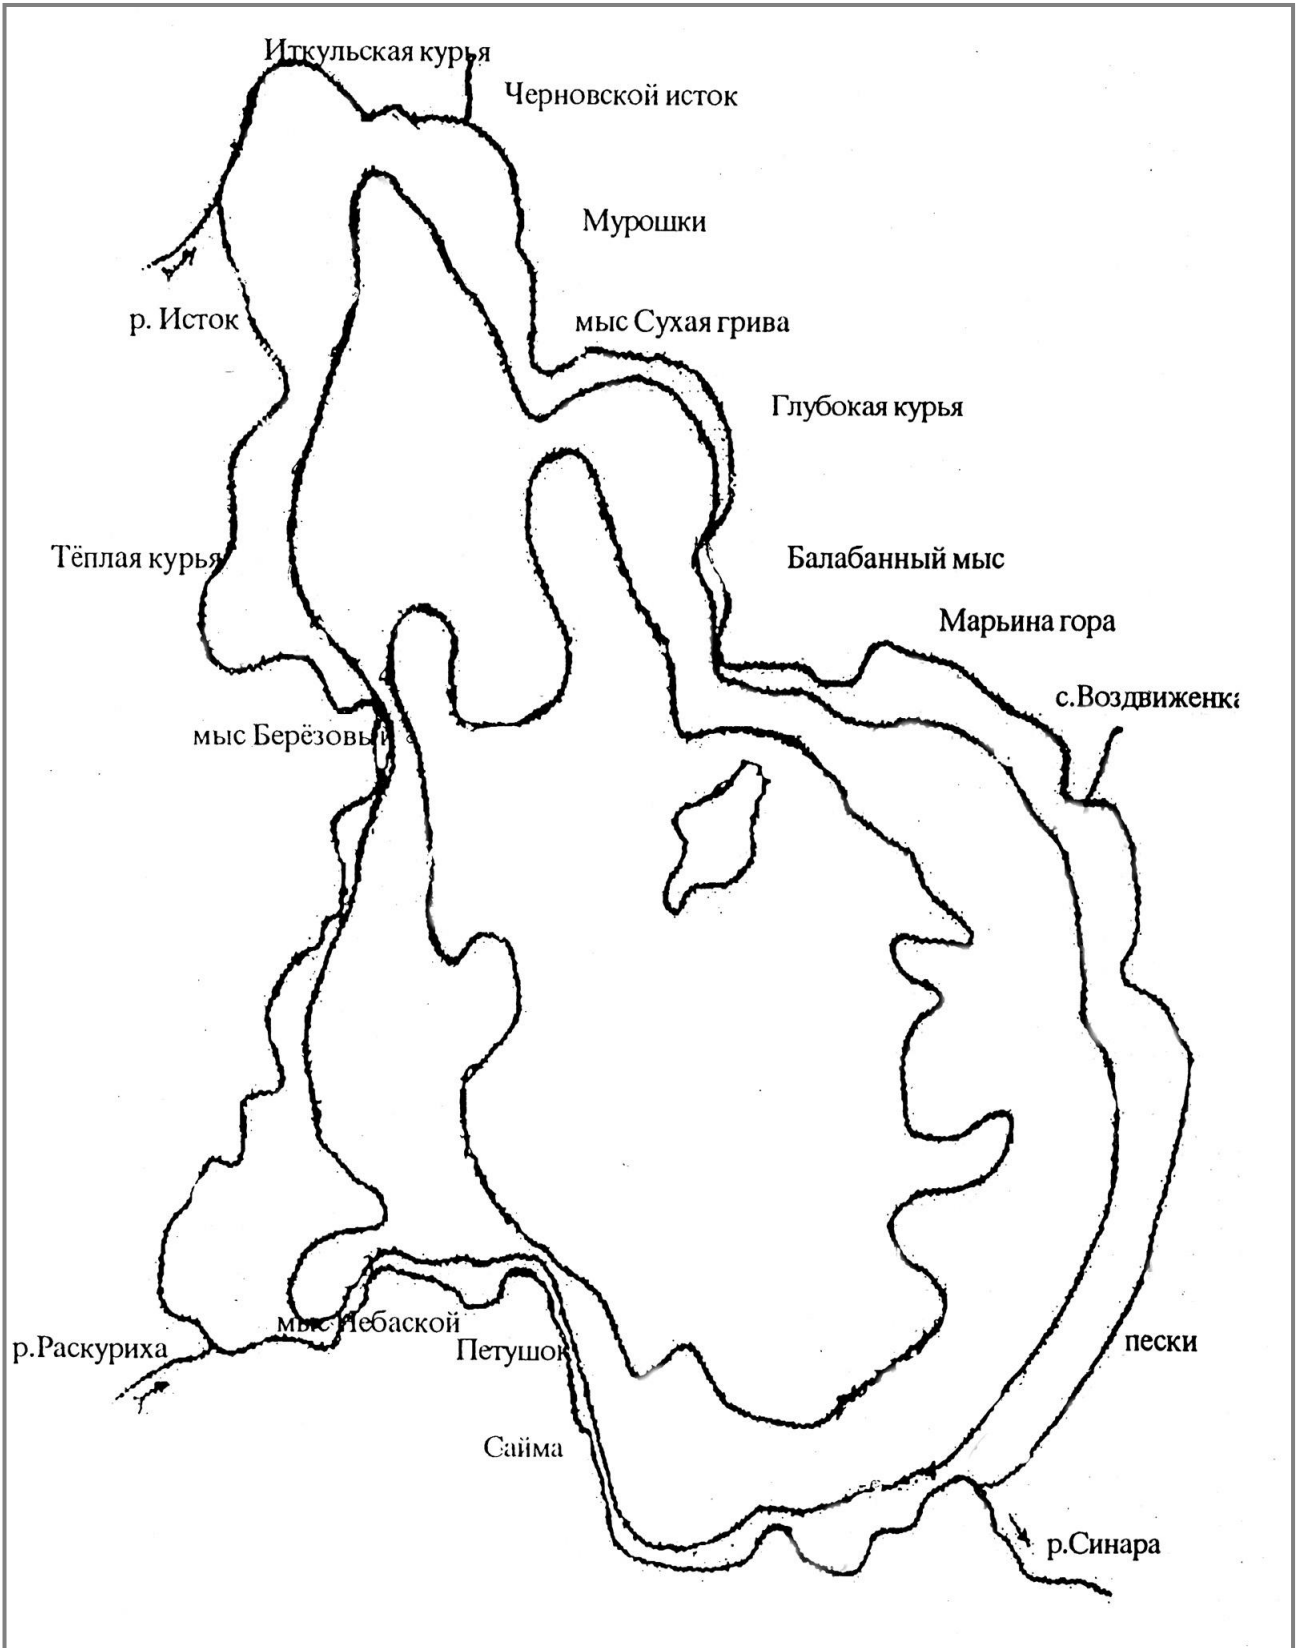 Иткульская курья
Черновской исток
Мурошки
р. Исток
мыс Сухая грива
Глубокая курья
Тёплая курья
Балабанный мыс
Марьина гора
с.Воздвиженка
мыс Берёзовый
мыс Небаской
р.Раскуриха
Петушок
пески
Сайма
р.Синара